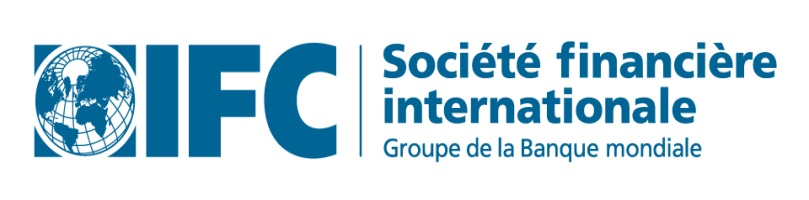 IFC
Société financière
internationale
Groupe de la Banque mondiale